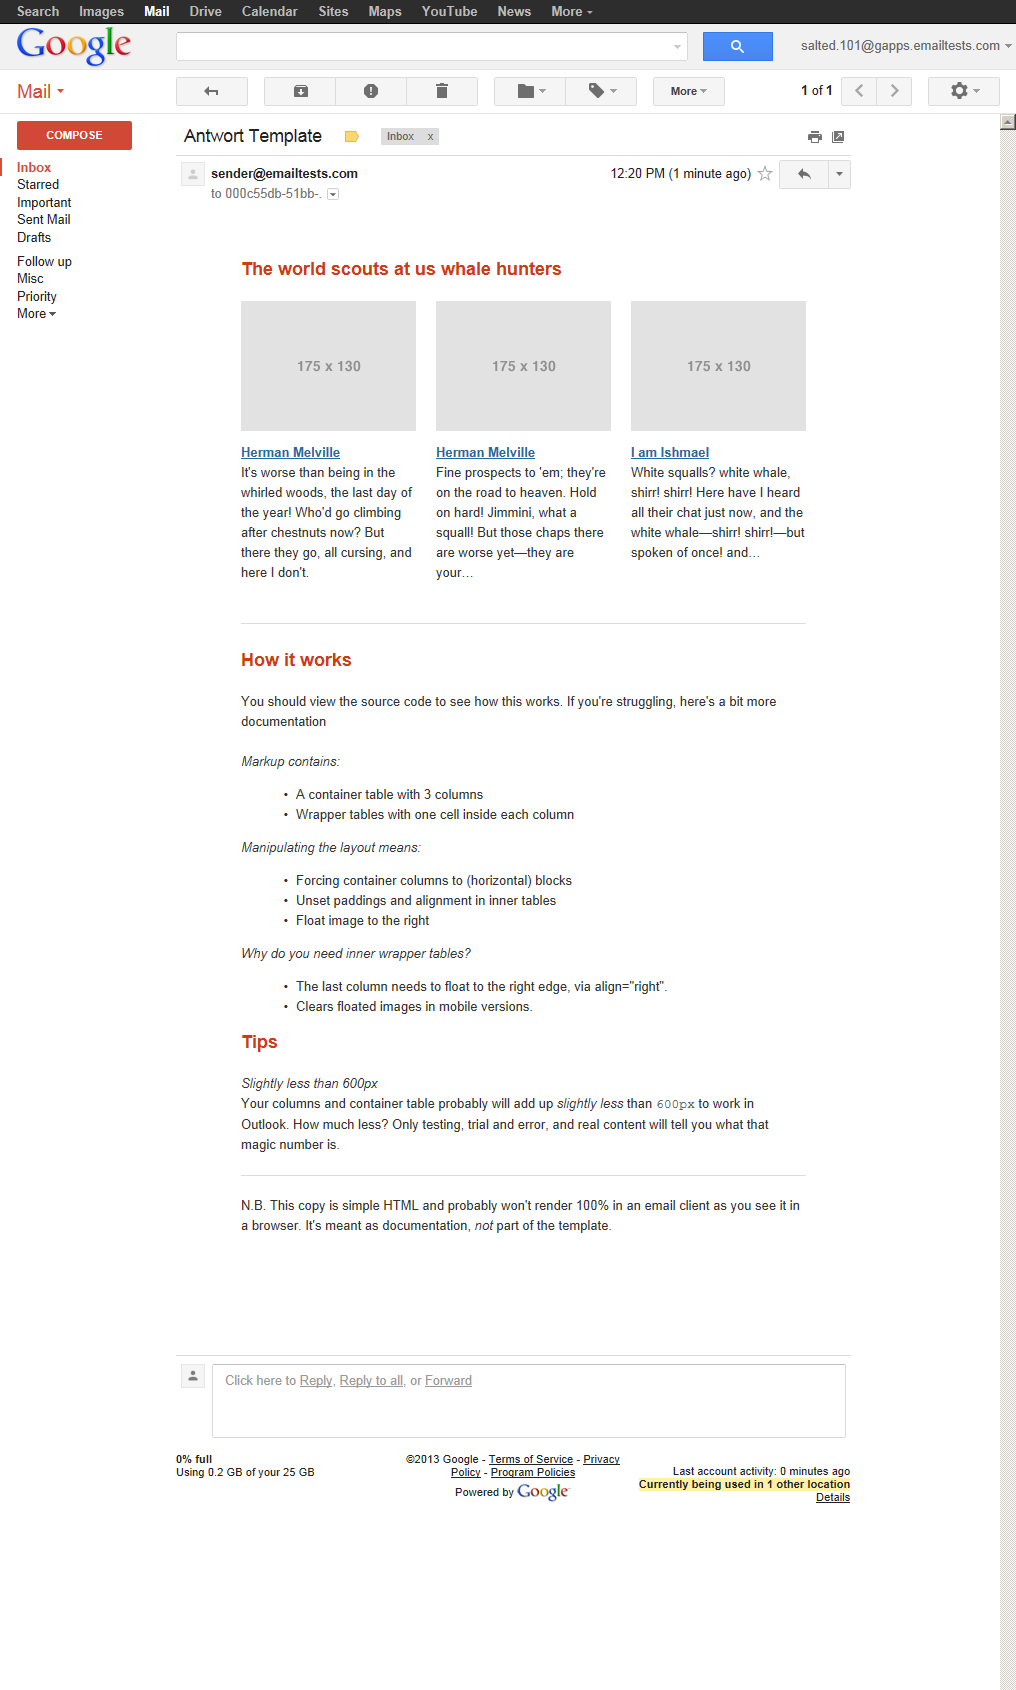 Search Images Mail Drive Calendar Sites Maps YouTube News More
Google
salted.101@gapps.emailtests.com
Mail
More
1 of 1
COMPOSE
Antwort Template
Inbox x
Inbox
Starred
Important
Sent Mail
Drafts
Follow up
Misc
Priority
More
sender@emailtests.com
12:20 PM (1 minute ago)
to 000c55db-51bb-.
The world scouts at us whale hunters
175 x 130
175 x 130
175 x 130
Herman Melville
It's worse than being in the
whirled woods, the last day of
the year! Who'd go climbing
after chestnuts now? But
there they go, all cursing, and
here I don't.
Herman Melville
Fine prospects to 'em; they're
on the road to heaven. Hold
on hard! Jimmini, what a
squall! But those chaps there
are worse yet—they are
your…
I am Ishmael
White squalls? white whale,
shirr! shirr! Here have I heard
all their chat just now, and the
white whale—shirr! shirr!—but
spoken of once! and…
How it works
You should view the source code to see how this works. If you're struggling, here's a bit more
documentation
Markup contains:
• A container table with 3 columns
• Wrapper tables with one cell inside each column
Manipulating the layout means:
• Forcing container columns to (horizontal) blocks
• Unset paddings and alignment in inner tables
• Float image to the right
Why do you need inner wrapper tables?
• The last column needs to float to the right edge, via align="right".
• Clears floated images in mobile versions.
Tips
Slightly less than 600px
Your columns and container table probably will add up slightly less than 600px to work in
Outlook. How much less? Only testing, trial and error, and real content will tell you what that
magic number is.
N.B. This copy is simple HTML and probably won't render 100% in an email client as you see it in
a browser. It's meant as documentation, not part of the template.
Click here to Reply, Reply to all, or Forward
0% full
Using 0.2 GB of your 25 GB
©2013 Google - Terms of Service - Privacy
Policy - Program Policies
Powered by Google
Last account activity: 0 minutes ago
Currently being used in 1 other location
Details